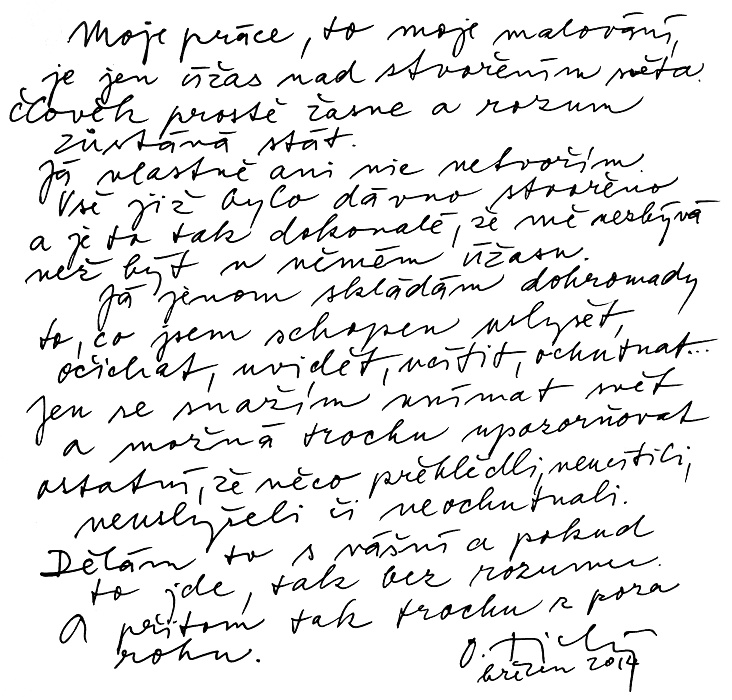 Moje práce, to moje malování,
je jen úžas nad stvořením světa.
Člověk prostě žasne a rozum
zůstává stát.
Já vlastně ani nic netvořím.
Vše již bylo dávno stvořeno
a je to tak dokonalé, že mě nezbývá
než být v němém úžasu.
Já jenom skládám dohromady
to, co jsem schopen uslyšet,
očichat, uvidět, ucítit, ochutnat...
Jen se snažím vnímat svět
a možná trochu upozorňovat
ostatní, že něco přehlédli, neucítili,
neuslyšeli či neochutnali.
Dělám to s vášní a pokud
to jde, tak bez rozumu.
A přitom tak trochu z pora
rohu.
O.
březen 2014